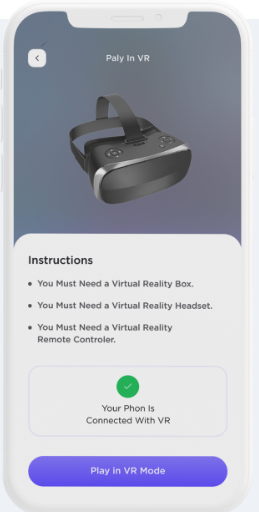 Paly In VR
Instructions
• You Must Need a Virtual Reality Box.
• You Must Need a Virtual Reality Headset.
• You Must Need a Virtual Reality
Remote Controler.
Your Phon Is
Connected With VR
Play in VR Mode